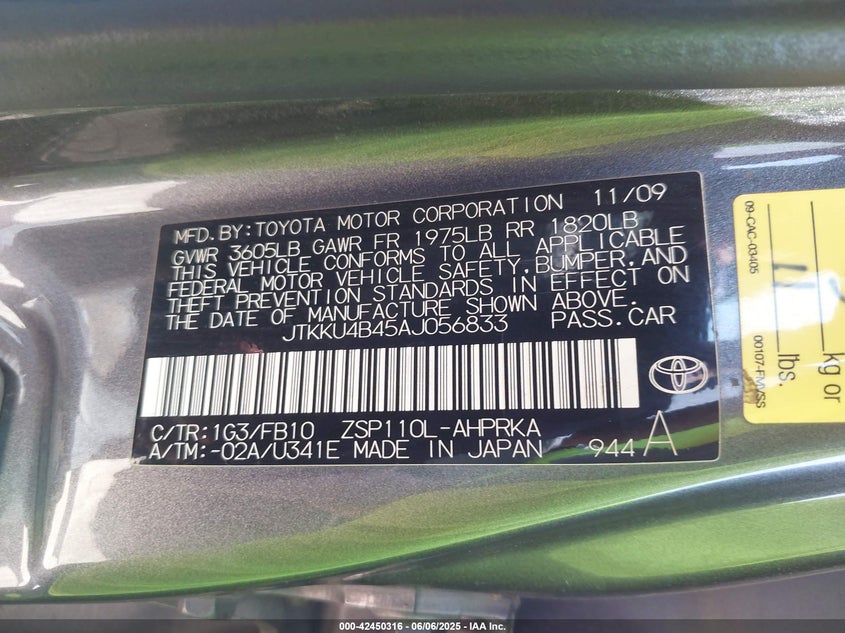 MFD. BY: TOYOTA MOTOR CORPORATION 11/09
GVWR 3605LB GAWR FR 1975LB RR 1820LB
THIS VEHICLE CONFORMS TO ALL APPLICABLE
FEDERAL MOTOR VEHICLE SAFETY, BUMPER, AND
THEFT PREVENTION STANDARDS IN EFFECT ON
THE DATE OF MANUFACTURE SHOWN ABOVE.
JTKKU4B45AJ056833 PASS.CAR
C/TR: 1G3/FB10 ZSP110L-AHPRKA
A/TM: -02A/U341E MADE IN JAPAN 944 A
09-CAC-03405
00107-FMVSS
lbs
kg or
000-42450316 - 06/06/2025 - IAA Inc.